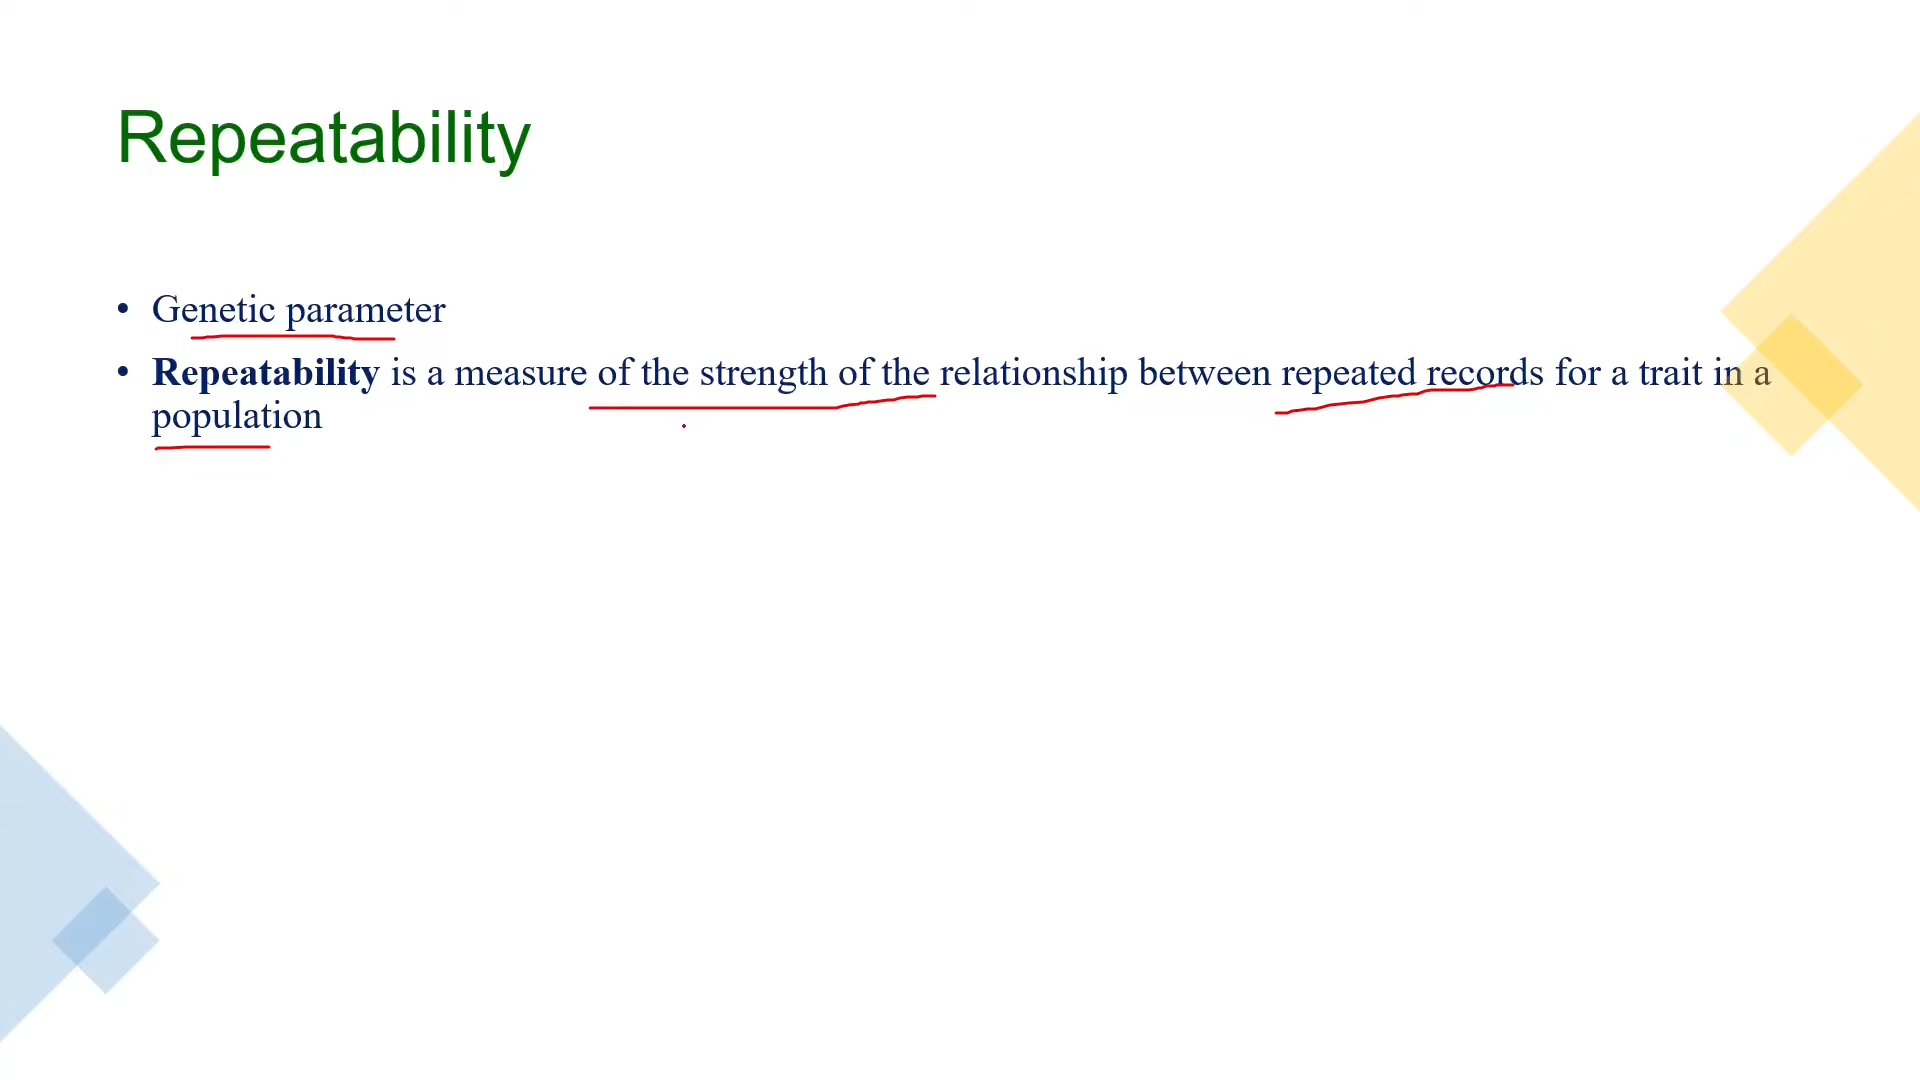 Repeatability
• Genetic parameter
• Repeatability is a measure of the strength of the relationship between repeated records for a trait in a
population